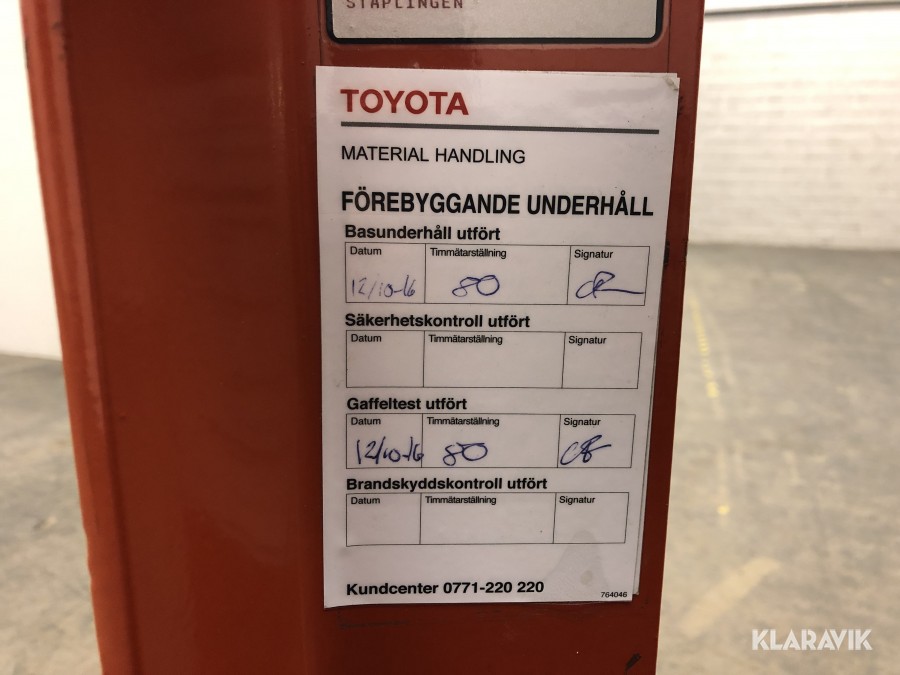 STAPLINGEN
TOYOTA
MATERIAL HANDLING
FÖREBYGGANDE UNDERHÅLL
Basunderhåll utfört
Datum Timmätarställning Signatur
12/10-16 80
Säkerhetskontroll utfört
Datum Timmätarställning Signatur
Gaffeltest utfört
Datum Timmätarställning Signatur
12/10-16 80
Brandskyddskontroll utfört
Datum Timmätarställning Signatur
Kundcenter 0771-220 220
764046
KLARAVIK